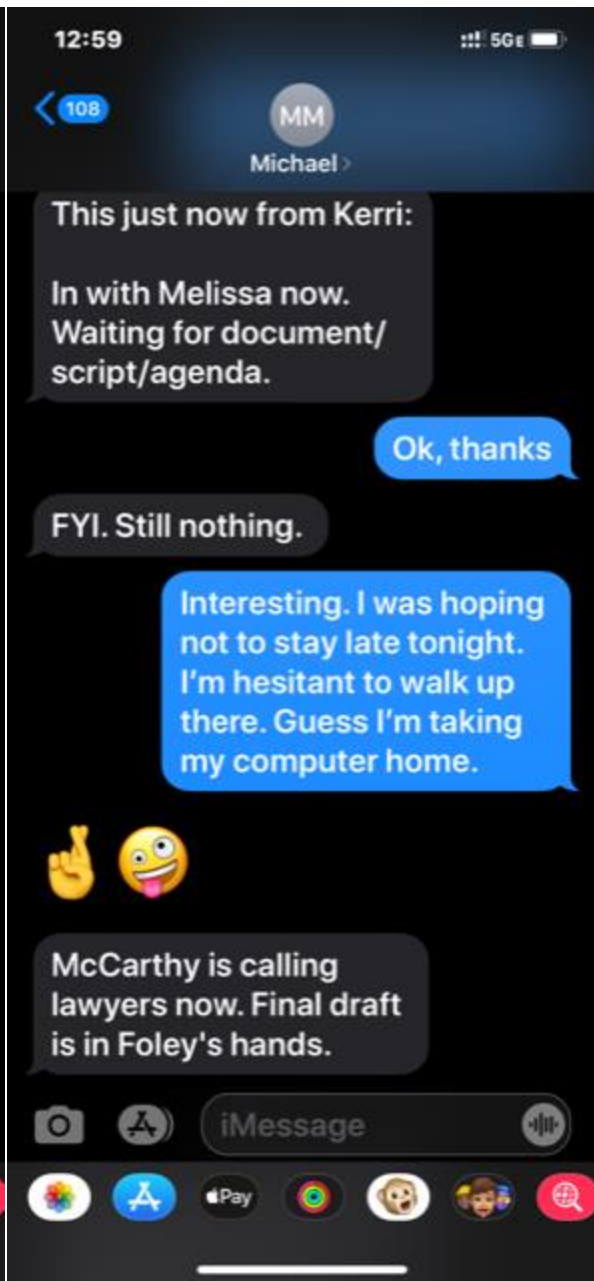 12:59
5GE
108
MM
Michael
This just now from Kerri:
In with Melissa now.
Waiting for document/
script/agenda.
Ok, thanks
FYI. Still nothing.
Interesting. I was hoping
not to stay late tonight.
I'm hesitant to walk up
there. Guess I'm taking
my computer home.
McCarthy is calling
lawyers now. Final draft
is in Foley's hands.
iMessage
Pay